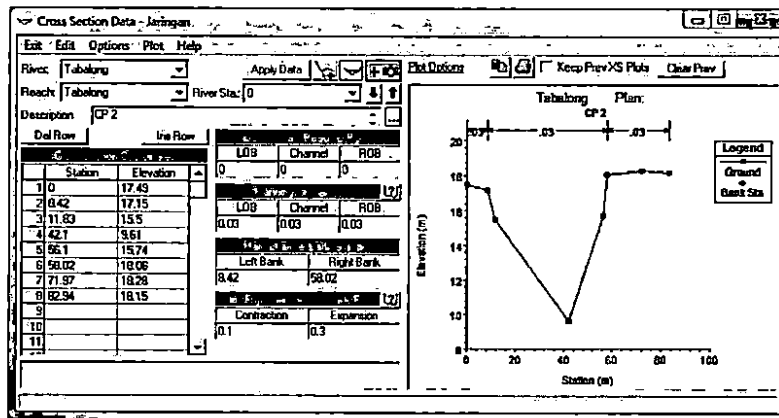 Cross Section Data - Jaringan
Exit Edit Options Plot Help
River: Tabalong Apply Data Plot Options Keep Prev XS Plots Clear Prev
Reach: Tabalong River Sta.: 0
Description CP 2
Del Row Ins Row
LOB Channel ROB
0 0 0
Station Elevation
1 0 17.49
2 8.42 17.15
3 11.83 15.5
4 42.1 9.61
5 56.1 15.74
6 58.02 18.06
7 71.97 18.28
8 82.94 18.15
9
10
11
LOB Channel ROB
0.03 0.03 0.03
Left Bank Right Bank
8.42 58.02
Contraction Expansion
0.1 0.3
Tabalong Plan:
CP 2
.03 .03 .03
Legend
Ground
Bank Sta
Elevation (m)
20
18
16
14
12
10
8
0 20 40 60 80 100
Station (m)